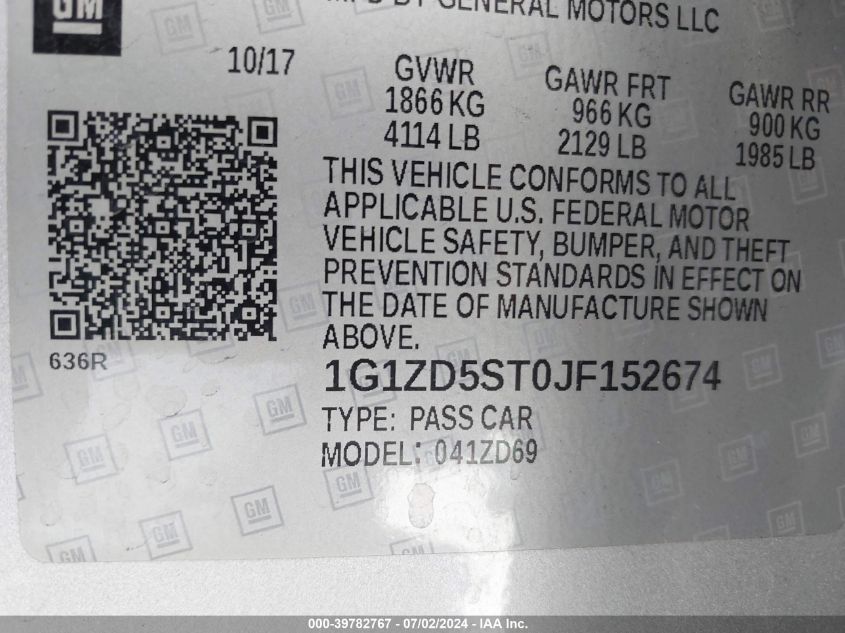 GM
MFD BY GENERAL MOTORS LLC
10/17
GVWR GAWR FRT GAWR RR
1866 KG 966 KG 900 KG
4114 LB 2129 LB 1985 LB
THIS VEHICLE CONFORMS TO ALL
APPLICABLE U.S. FEDERAL MOTOR
VEHICLE SAFETY, BUMPER, AND THEFT
PREVENTION STANDARDS IN EFFECT ON
THE DATE OF MANUFACTURE SHOWN
ABOVE.
636R
1G1ZD5ST0JF152674
TYPE: PASS CAR
MODEL: 041ZD69
000-39782767 - 07/02/2024 - IAA Inc.